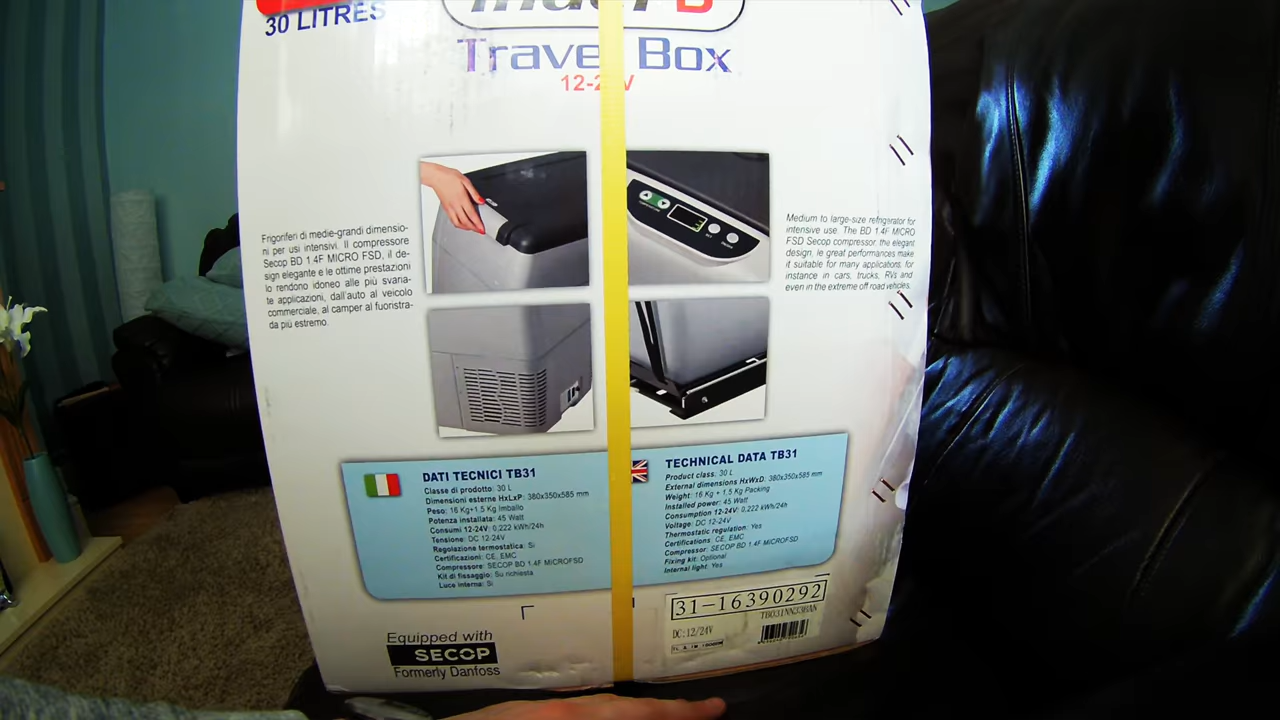 30 LITRES
Travel Box
12-2 V
Frigoriferi di medie-grandi dimensio-
ni per usi intensivi. Il compressore
Secop BD 1.4F MICRO FSD, il de-
sign elegante e le ottime prestazioni
lo rendono idoneo alle più svaria-
te applicazioni, dall'auto al veicolo
commerciale, al camper al fuoristra-
da più estremo.
Medium to large-size refrigerator for
intensive use. The BD 1.4F MICRO
FSD Secop compressor, the elegant
design, le great performances make
it suitable for many applications, for
instance in cars, trucks, RVs and
even in the extreme off road vehicles.
DATI TECNICI TB31
Classe di prodotto: 30 L
Dimensioni esterne HxLxP: 380x350x585 mm
Peso: 16 Kg+1,5 Kg Imballo
Potenza installata: 45 Watt
Consumi 12-24V: 0,222 kWh/24h
Tensione: DC 12-24V
Regolazione termostatica: Si
Certificazioni: CE, EMC
Compressore: SECOP BD 1.4F MICROFSD
Kit di fissaggio: Su richiesta
Luce interna: Si
TECHNICAL DATA TB31
Product class: 30 L
External dimensions HxWxD: 380x350x585 mm
Weight: 16 Kg + 1,5 Kg Packing
Installed power: 45 Watt
Consumption 12-24V: 0,222 kWh/24h
Voltage: DC 12-24V
Thermostatic regulation: Yes
Certifications: CE, EMC
Compressor: SECOP BD 1.4F MICROFSD
Fixing kit: Optional
Internal light: Yes
31-16390292
DC:12/24V
Equipped with
SECOP
Formerly Danfoss